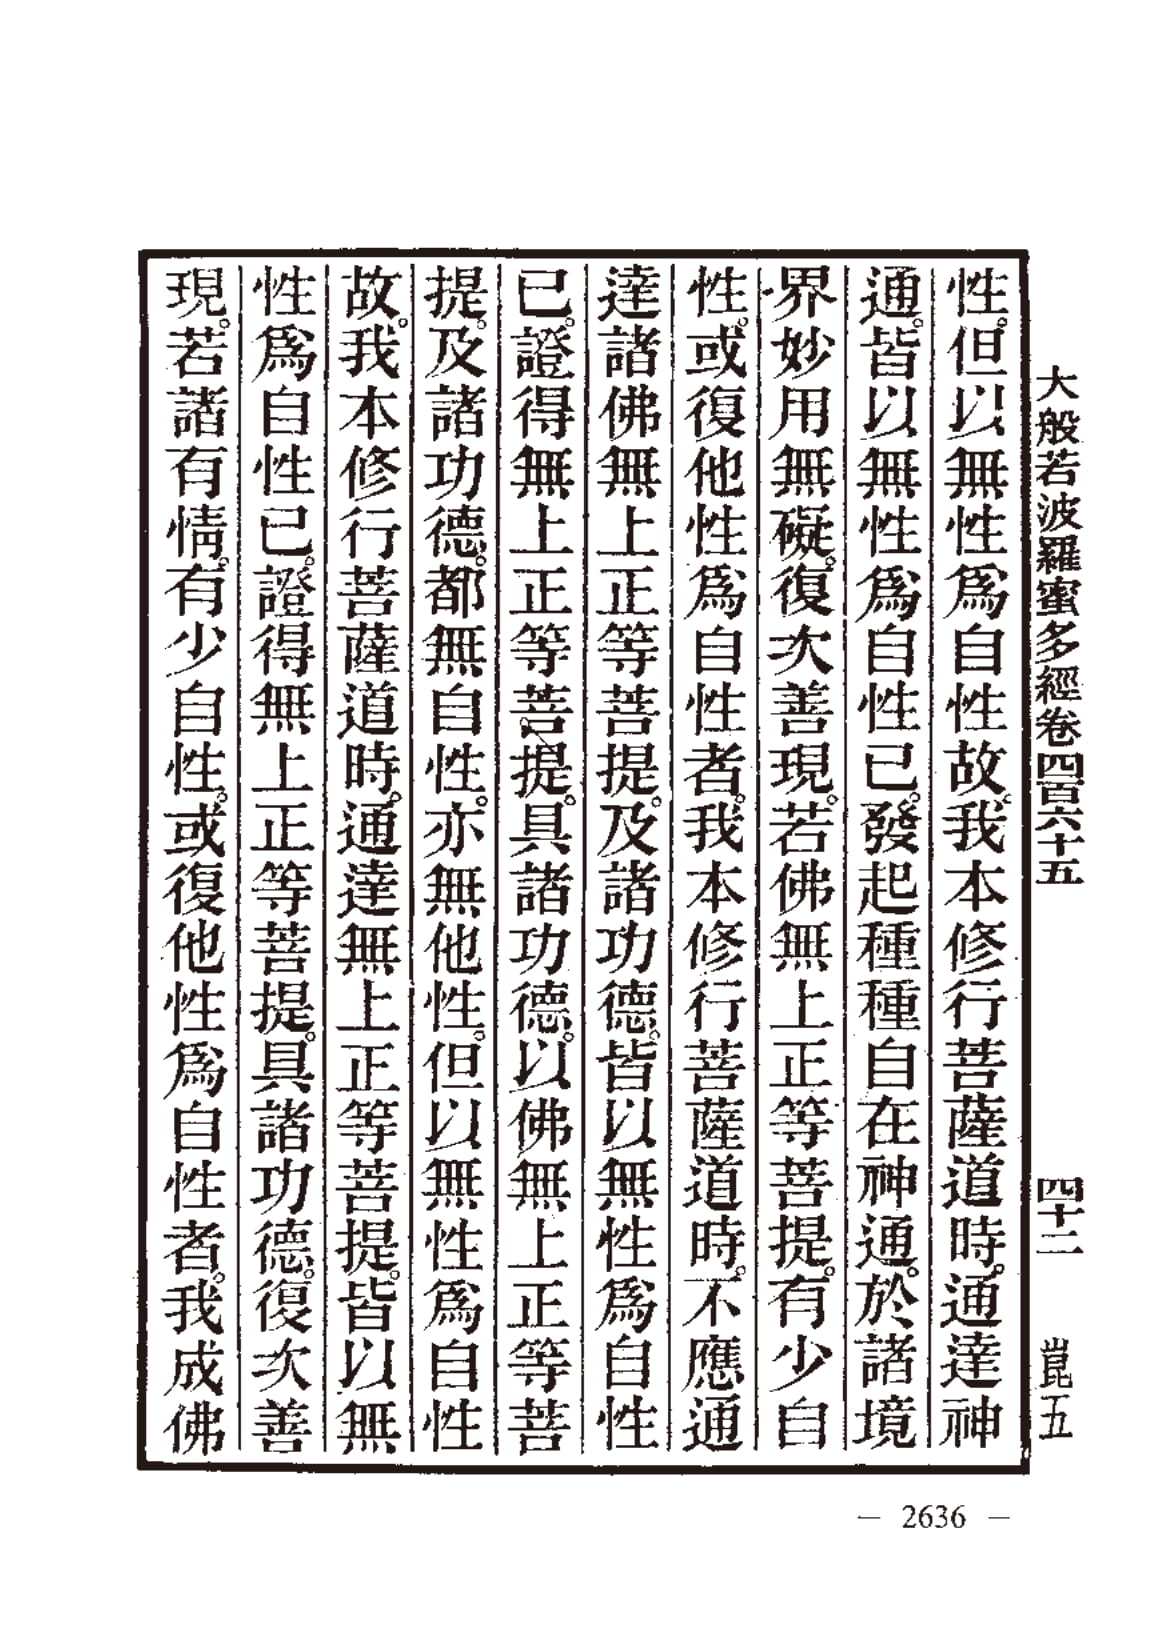 大般若波羅蜜多經卷四百六十五 四十二 崑五
性。但以無性爲自性故。我本修行菩薩道時。通達神
通。皆以無性爲自性已。發起種種自在神通。於諸境
界妙用無礙。復次善現。若佛無上正等菩提。有少自
性。或復他性爲自性者。我本修行菩薩道時。不應通
達諸佛無上正等菩提。及諸功德。皆以無性爲自性
已。證得無上正等菩提。具諸功德。以佛無上正等菩
提。及諸功德。都無自性。亦無他性。但以無性爲自性
故。我本修行菩薩道時。通達無上正等菩提。皆以無
性爲自性已。證得無上正等菩提。具諸功德。復次善
現。若諸有情。有少自性。或復他性爲自性者。我成佛
— 2636 —